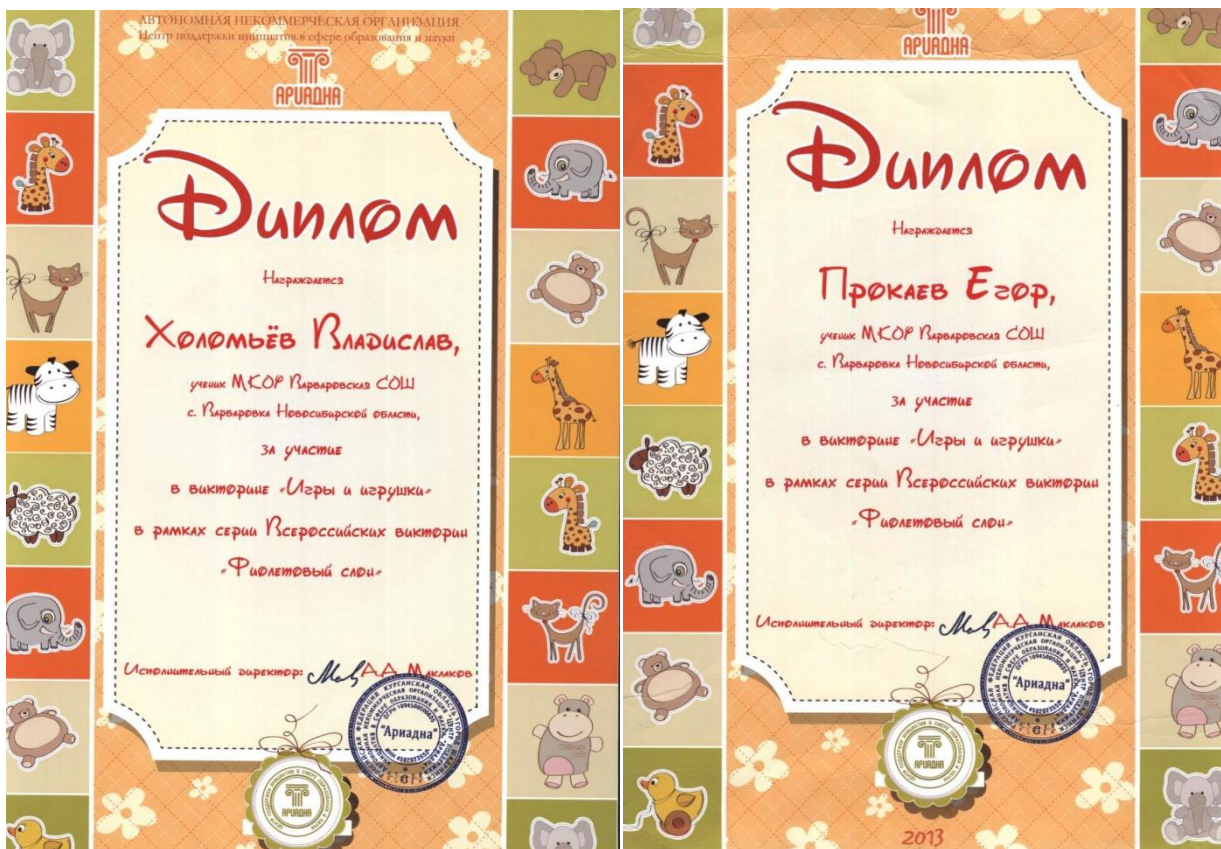 АВТОНОМНАЯ НЕКОММЕРЧЕСКАЯ ОРГАНИЗАЦИЯ
Центр поддержки инициатив в сфере образования и науки
АРИАДНА
Диплом
Награждается
Холомьёв Владислав,
ученик МКОУ Варваровская СОШ
с. Варваровка Новосибирской области,
за участие
в викторине «Игры и игрушки»
в рамках серии Всероссийских викторин
«Фиолетовый слон»
Исполнительный директор: А.А. Маклаков
"Ариадна"
АРИАДНА
АРИАДНА
Диплом
Награждается
Прокаев Егор,
ученик МКОУ Варваровская СОШ
с. Варваровка Новосибирской области,
за участие
в викторине «Игры и игрушки»
в рамках серии Всероссийских викторин
«Фиолетовый слон»
Исполнительный директор: А.А. Маклаков
"Ариадна"
АРИАДНА
2013